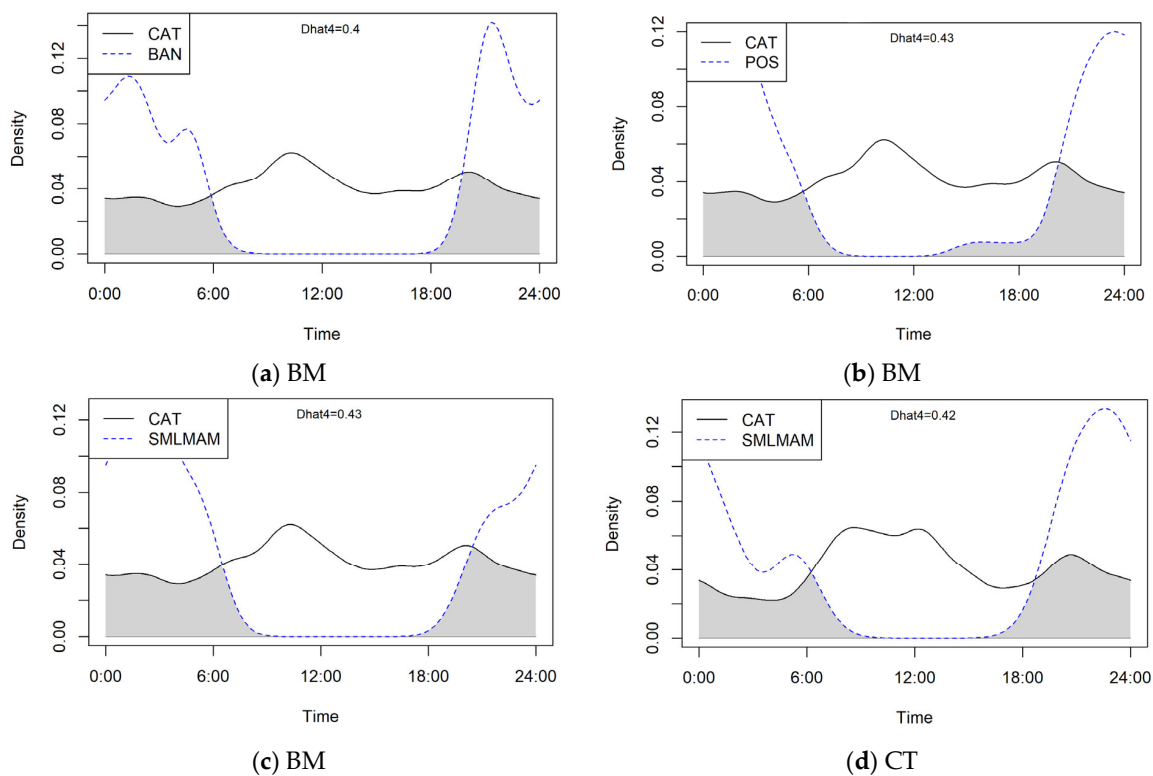 CAT
BAN
Dhat4=0.4
Density
0.00 0.04 0.08 0.12
0:00 6:00 12:00 18:00 24:00
Time
(a) BM
CAT
POS
Dhat4=0.43
Density
0.00 0.04 0.08 0.12
0:00 6:00 12:00 18:00 24:00
Time
(b) BM
CAT
SMLMAM
Dhat4=0.43
Density
0.00 0.04 0.08 0.12
0:00 6:00 12:00 18:00 24:00
Time
(c) BM
CAT
SMLMAM
Dhat4=0.42
Density
0.00 0.04 0.08 0.12
0:00 6:00 12:00 18:00 24:00
Time
(d) CT